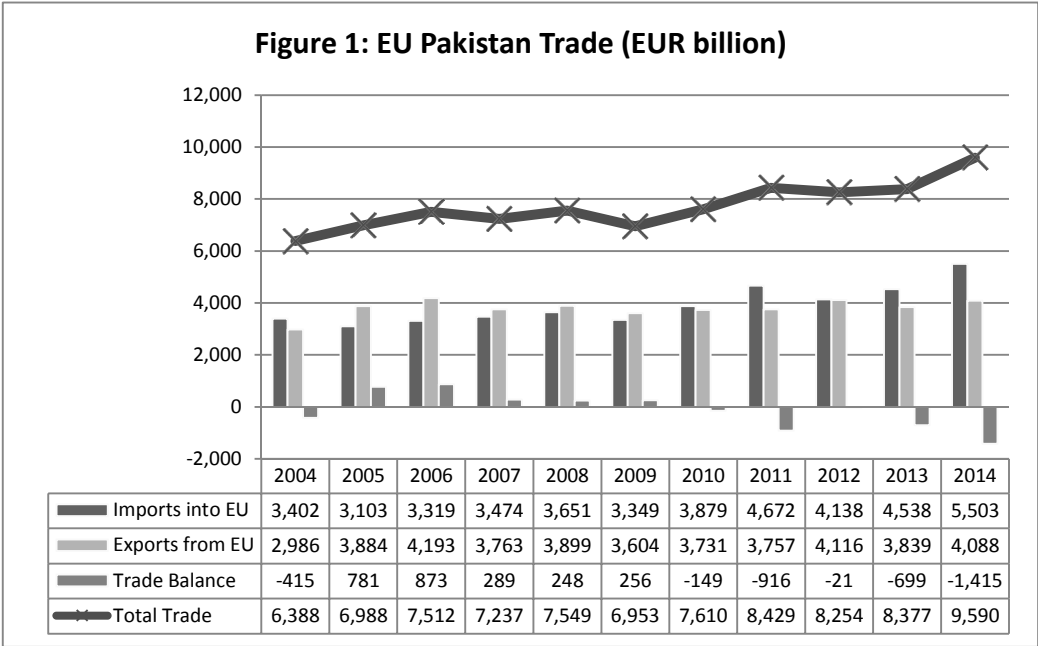 Figure 1: EU Pakistan Trade (EUR billion)
12,000
10,000
8,000
6,000
4,000
2,000
0
-2,000
2004 2005 2006 2007 2008 2009 2010 2011 2012 2013 2014
Imports into EU 3,402 3,103 3,319 3,474 3,651 3,349 3,879 4,672 4,138 4,538 5,503
Exports from EU 2,986 3,884 4,193 3,763 3,899 3,604 3,731 3,757 4,116 3,839 4,088
Trade Balance -415 781 873 289 248 256 -149 -916 -21 -699 -1,415
Total Trade 6,388 6,988 7,512 7,237 7,549 6,953 7,610 8,429 8,254 8,377 9,590